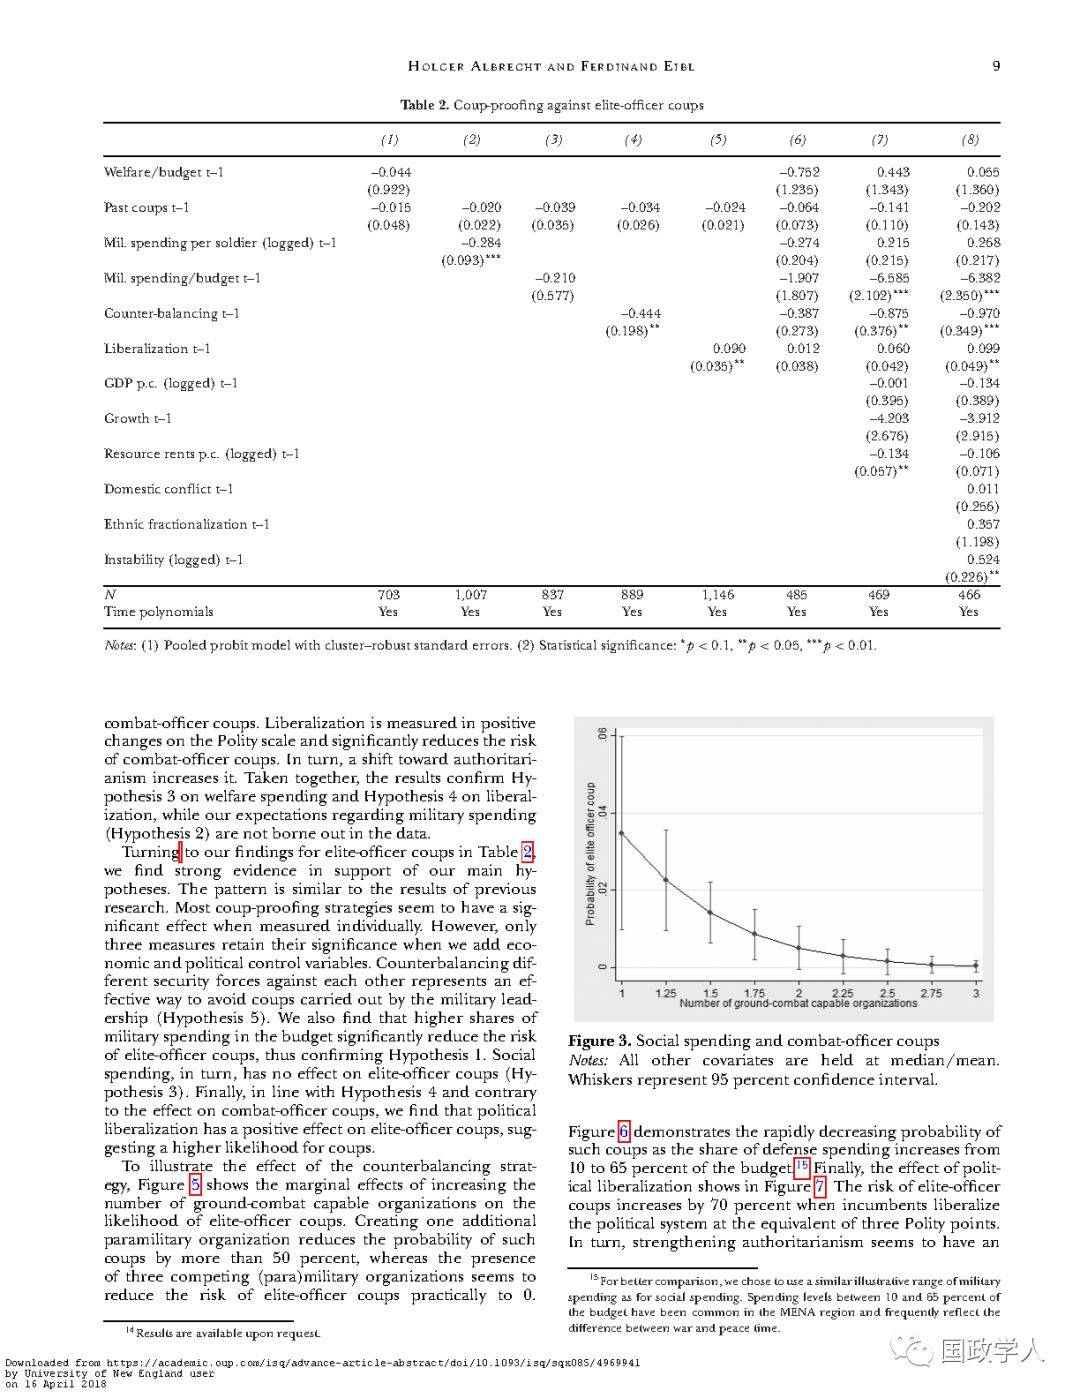 HOLGER ALBRECHT AND FERDINAND EIBL 9
Table 2. Coup-proofing against elite-officer coups
(1) (2) (3) (4) (5) (6) (7) (8)
Welfare/budget t–1 –0.044 –0.752 0.443 0.055
(0.922) (1.235) (1.343) (1.360)
Past coups t–1 –0.015 –0.020 –0.039 –0.034 –0.024 –0.064 –0.141 –0.202
(0.048) (0.022) (0.035) (0.026) (0.021) (0.073) (0.110) (0.143)
Mil. spending per soldier (logged) t–1 –0.284 –0.274 0.215 0.268
(0.093)*** (0.204) (0.215) (0.217)
Mil. spending/budget t–1 –0.210 –1.907 –6.585 –6.382
(0.577) (1.807) (2.102)*** (2.350)***
Counter-balancing t–1 –0.444 –0.387 –0.875 –0.970
(0.198)** (0.273) (0.376)** (0.349)***
Liberalization t–1 0.090 0.012 0.060 0.099
(0.035)** (0.038) (0.042) (0.049)**
GDP p.c. (logged) t–1 –0.001 –0.134
(0.395) (0.389)
Growth t–1 –4.203 –3.912
(2.676) (2.915)
Resource rents p.c. (logged) t–1 –0.134 –0.106
(0.057)** (0.071)
Domestic conflict t–1 0.011
(0.256)
Ethnic fractionalization t–1 0.357
(1.198)
Instability (logged) t–1 0.524
(0.226)**
N 703 1,007 837 889 1,146 485 469 466
Time polynomials Yes Yes Yes Yes Yes Yes Yes Yes
Notes: (1) Pooled probit model with cluster–robust standard errors. (2) Statistical significance: *p < 0.1, **p < 0.05, ***p < 0.01.
combat-officer coups. Liberalization is measured in positive
changes on the Polity scale and significantly reduces the risk
of combat-officer coups. In turn, a shift toward authoritari-
anism increases it. Taken together, the results confirm Hy-
pothesis 3 on welfare spending and Hypothesis 4 on liberal-
ization, while our expectations regarding military spending
(Hypothesis 2) are not borne out in the data.
Turning to our findings for elite-officer coups in Table 2,
we find strong evidence in support of our main hy-
potheses. The pattern is similar to the results of previous
research. Most coup-proofing strategies seem to have a sig-
nificant effect when measured individually. However, only
three measures retain their significance when we add eco-
nomic and political control variables. Counterbalancing dif-
ferent security forces against each other represents an ef-
fective way to avoid coups carried out by the military lead-
ership (Hypothesis 5). We also find that higher shares of
military spending in the budget significantly reduce the risk
of elite-officer coups, thus confirming Hypothesis 1. Social
spending, in turn, has no effect on elite-officer coups (Hy-
pothesis 3). Finally, in line with Hypothesis 4 and contrary
to the effect on combat-officer coups, we find that political
liberalization has a positive effect on elite-officer coups, sug-
gesting a higher likelihood for coups.
To illustrate the effect of the counterbalancing strat-
egy, Figure 5 shows the marginal effects of increasing the
number of ground-combat capable organizations on the
likelihood of elite-officer coups. Creating one additional
paramilitary organization reduces the probability of such
coups by more than 50 percent, whereas the presence
of three competing (para)military organizations seems to
reduce the risk of elite-officer coups practically to 0.
14 Results are available upon request.
Probability of elite officer coup
.06
.04
.02
0
1 1.25 1.5 1.75 2 2.25 2.5 2.75 3
Number of ground-combat capable organizations
Figure 3. Social spending and combat-officer coups
Notes: All other covariates are held at median/mean.
Whiskers represent 95 percent confidence interval.
Figure 6 demonstrates the rapidly decreasing probability of
such coups as the share of defense spending increases from
10 to 65 percent of the budget.15 Finally, the effect of polit-
ical liberalization shows in Figure 7. The risk of elite-officer
coups increases by 70 percent when incumbents liberalize
the political system at the equivalent of three Polity points.
In turn, strengthening authoritarianism seems to have an
15 For better comparison, we chose to use a similar illustrative range of military
spending as for social spending. Spending levels between 10 and 65 percent of
the budget have been common in the MENA region and frequently reflect the
difference between war and peace time.
国政学人
Downloaded from https://academic.oup.com/isq/advance-article-abstract/doi/10.1093/isq/sqx085/4969941
by University of New England user
on 16 April 2018